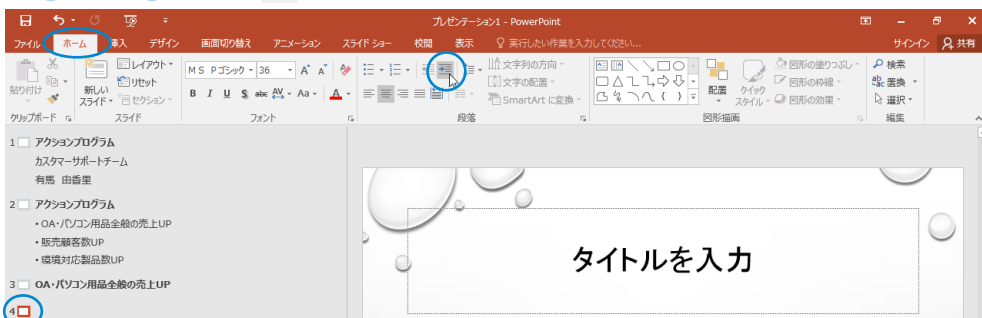 プレゼンテーション1 - PowerPoint
ファイル ホーム 挿入 デザイン 画面切り替え アニメーション スライド ショー 校閲 表示 実行したい作業を入力してください... サインイン 共有
貼り付け 新しいスライド レイアウト リセット セクション MS Pゴシック 36 A A 文字列の方向 文字の配置 SmartArt に変換 配置 クイックスタイル 図形の塗りつぶし 図形の枠線 図形の効果 検索 置換 選択
B I U S abc AV Aa A
クリップボード スライド フォント 段落 図形描画 編集
1 アクションプログラム
カスタマーサポートチーム
有馬 由香里
2 アクションプログラム
・OA・パソコン用品全般の売上UP
・販売顧客数UP
・環境対応製品数UP
3 OA・パソコン用品全般の売上UP
4
タイトルを入力